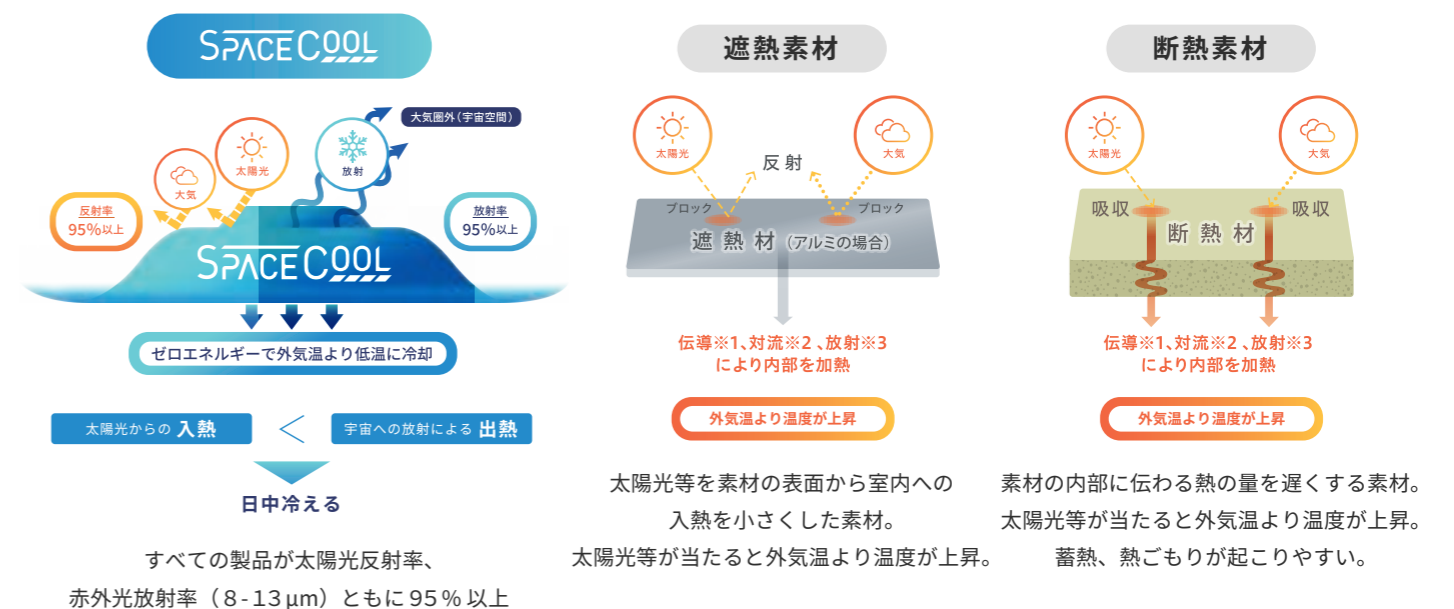 SPACECOOL
大気圏外（宇宙空間）
太陽光
放射
大気
反射率
95%以上
放射率
95%以上
SPACECOOL
ゼロエネルギーで外気温より低温に冷却
太陽光からの 入熱
＜
宇宙への放射による 出熱
日中冷える
すべての製品が太陽光反射率、
赤外光放射率（８-１３μm）ともに９５％以上
遮熱素材
太陽光
大気
反射
ブロック
ブロック
遮熱材（アルミの場合）
伝導※1、対流※2 、放射※3
により内部を加熱
外気温より温度が上昇
太陽光等を素材の表面から室内への
入熱を小さくした素材。
太陽光等が当たると外気温より温度が上昇。
断熱素材
太陽光
大気
吸収
吸収
断熱材
伝導※1、対流※2 、放射※3
により内部を加熱
外気温より温度が上昇
素材の内部に伝わる熱の量を遅くする素材。
太陽光等が当たると外気温より温度が上昇。
蓄熱、熱ごもりが起こりやすい。